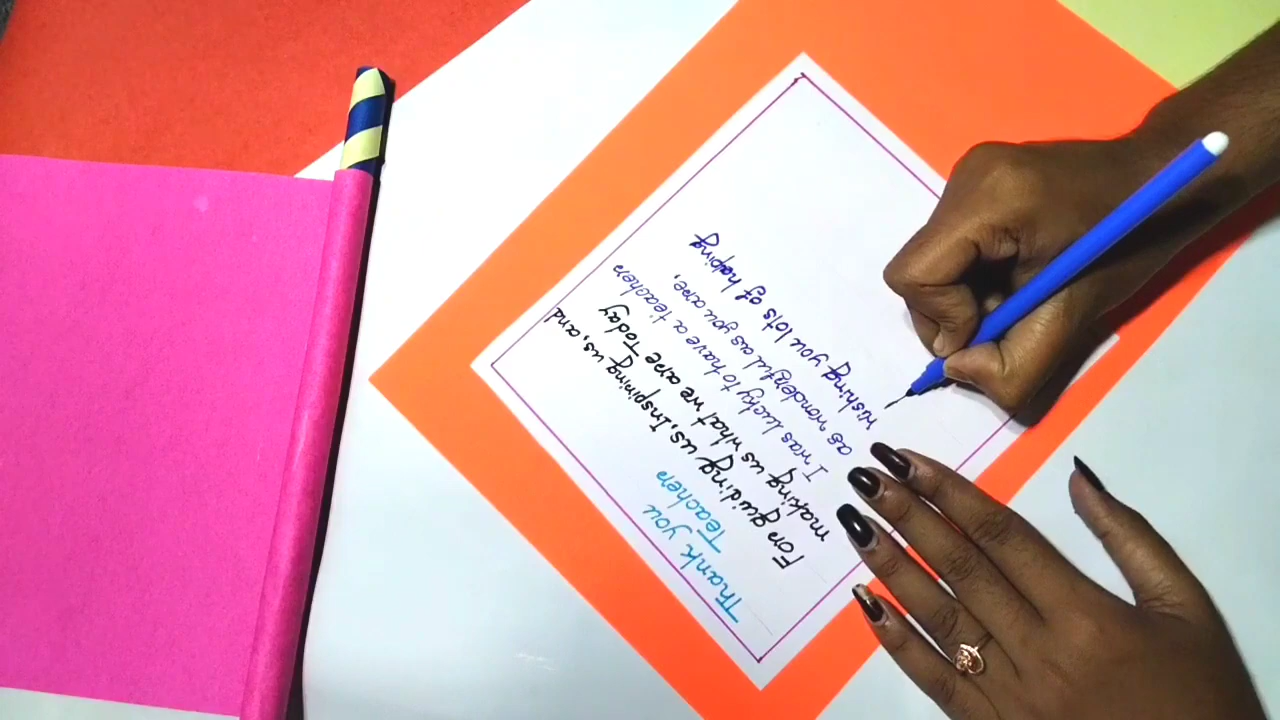 Thank you
Teacher
For guiding us, Inspiring us, and
making us what we are Today
I was lucky to have a teacher
as wonderful as you are,
Wishing you lots of haping